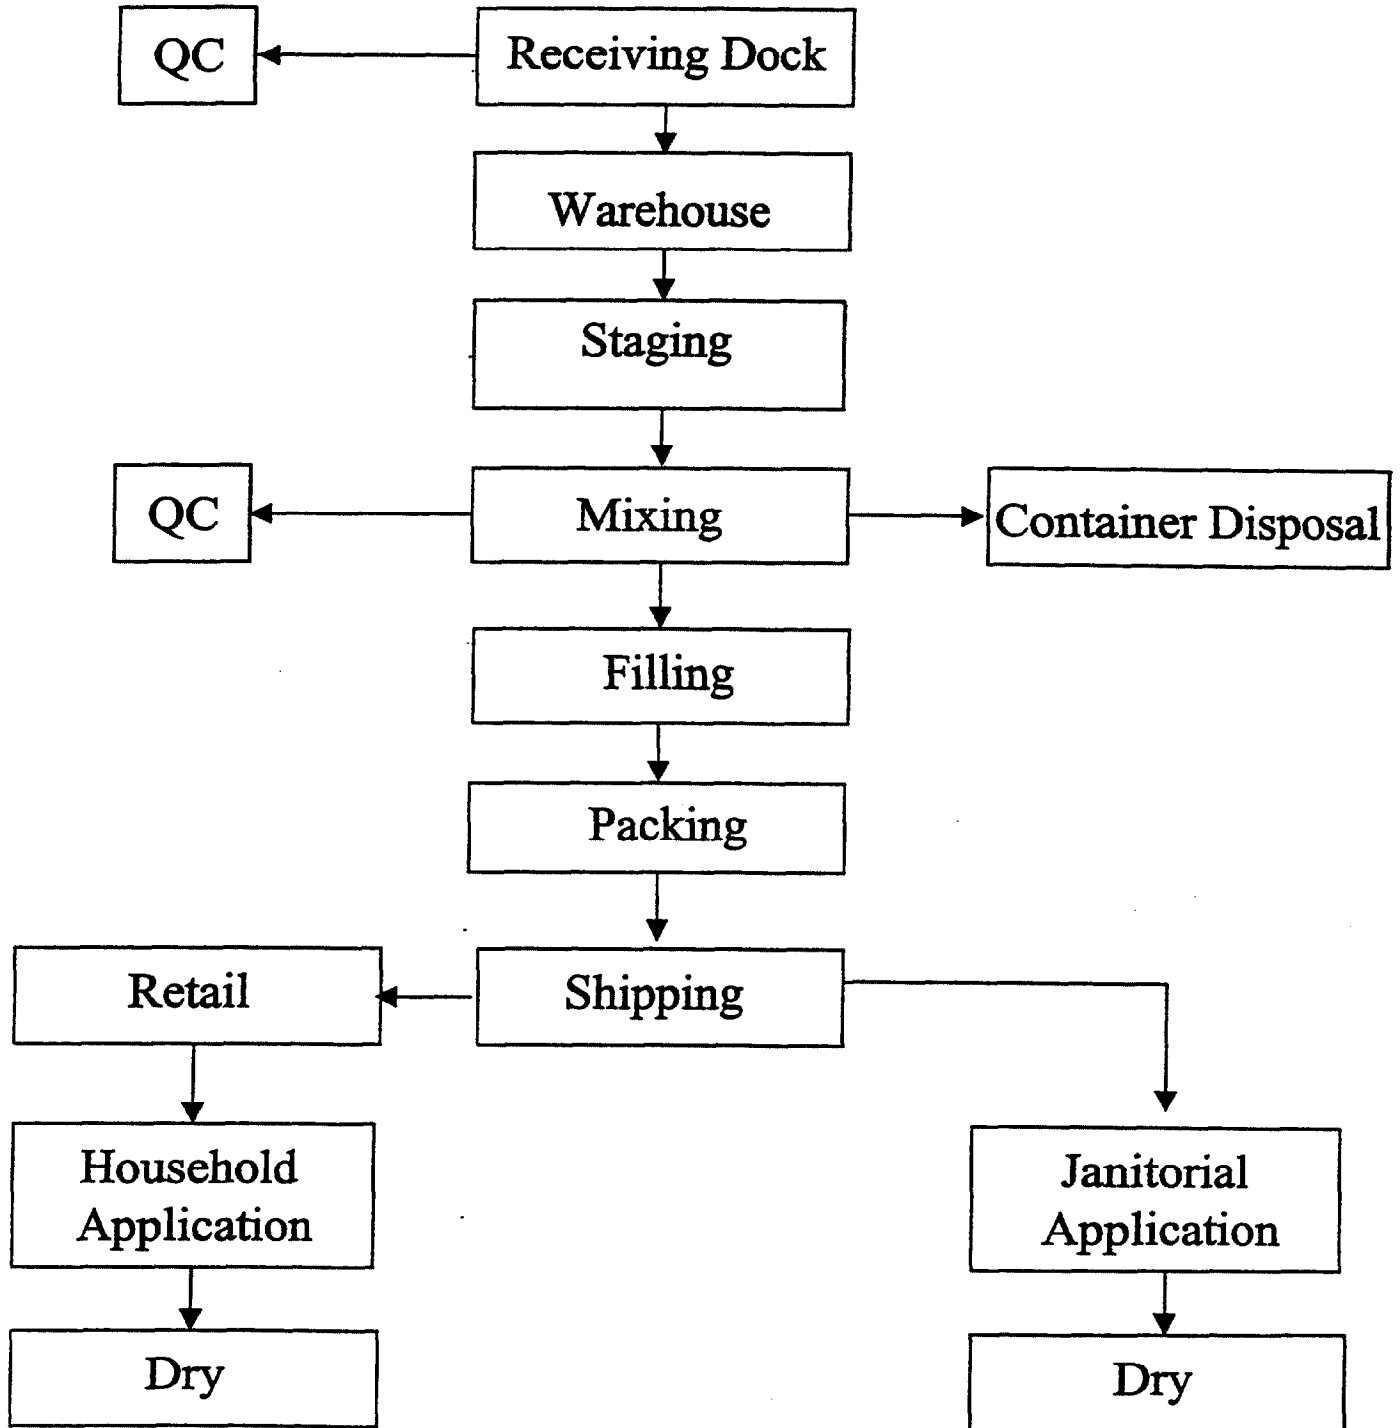 QC
Receiving Dock
Warehouse
Staging
QC
Mixing
Container Disposal
Filling
Packing
Retail
Shipping
Household
Application
Janitorial
Application
Dry
Dry